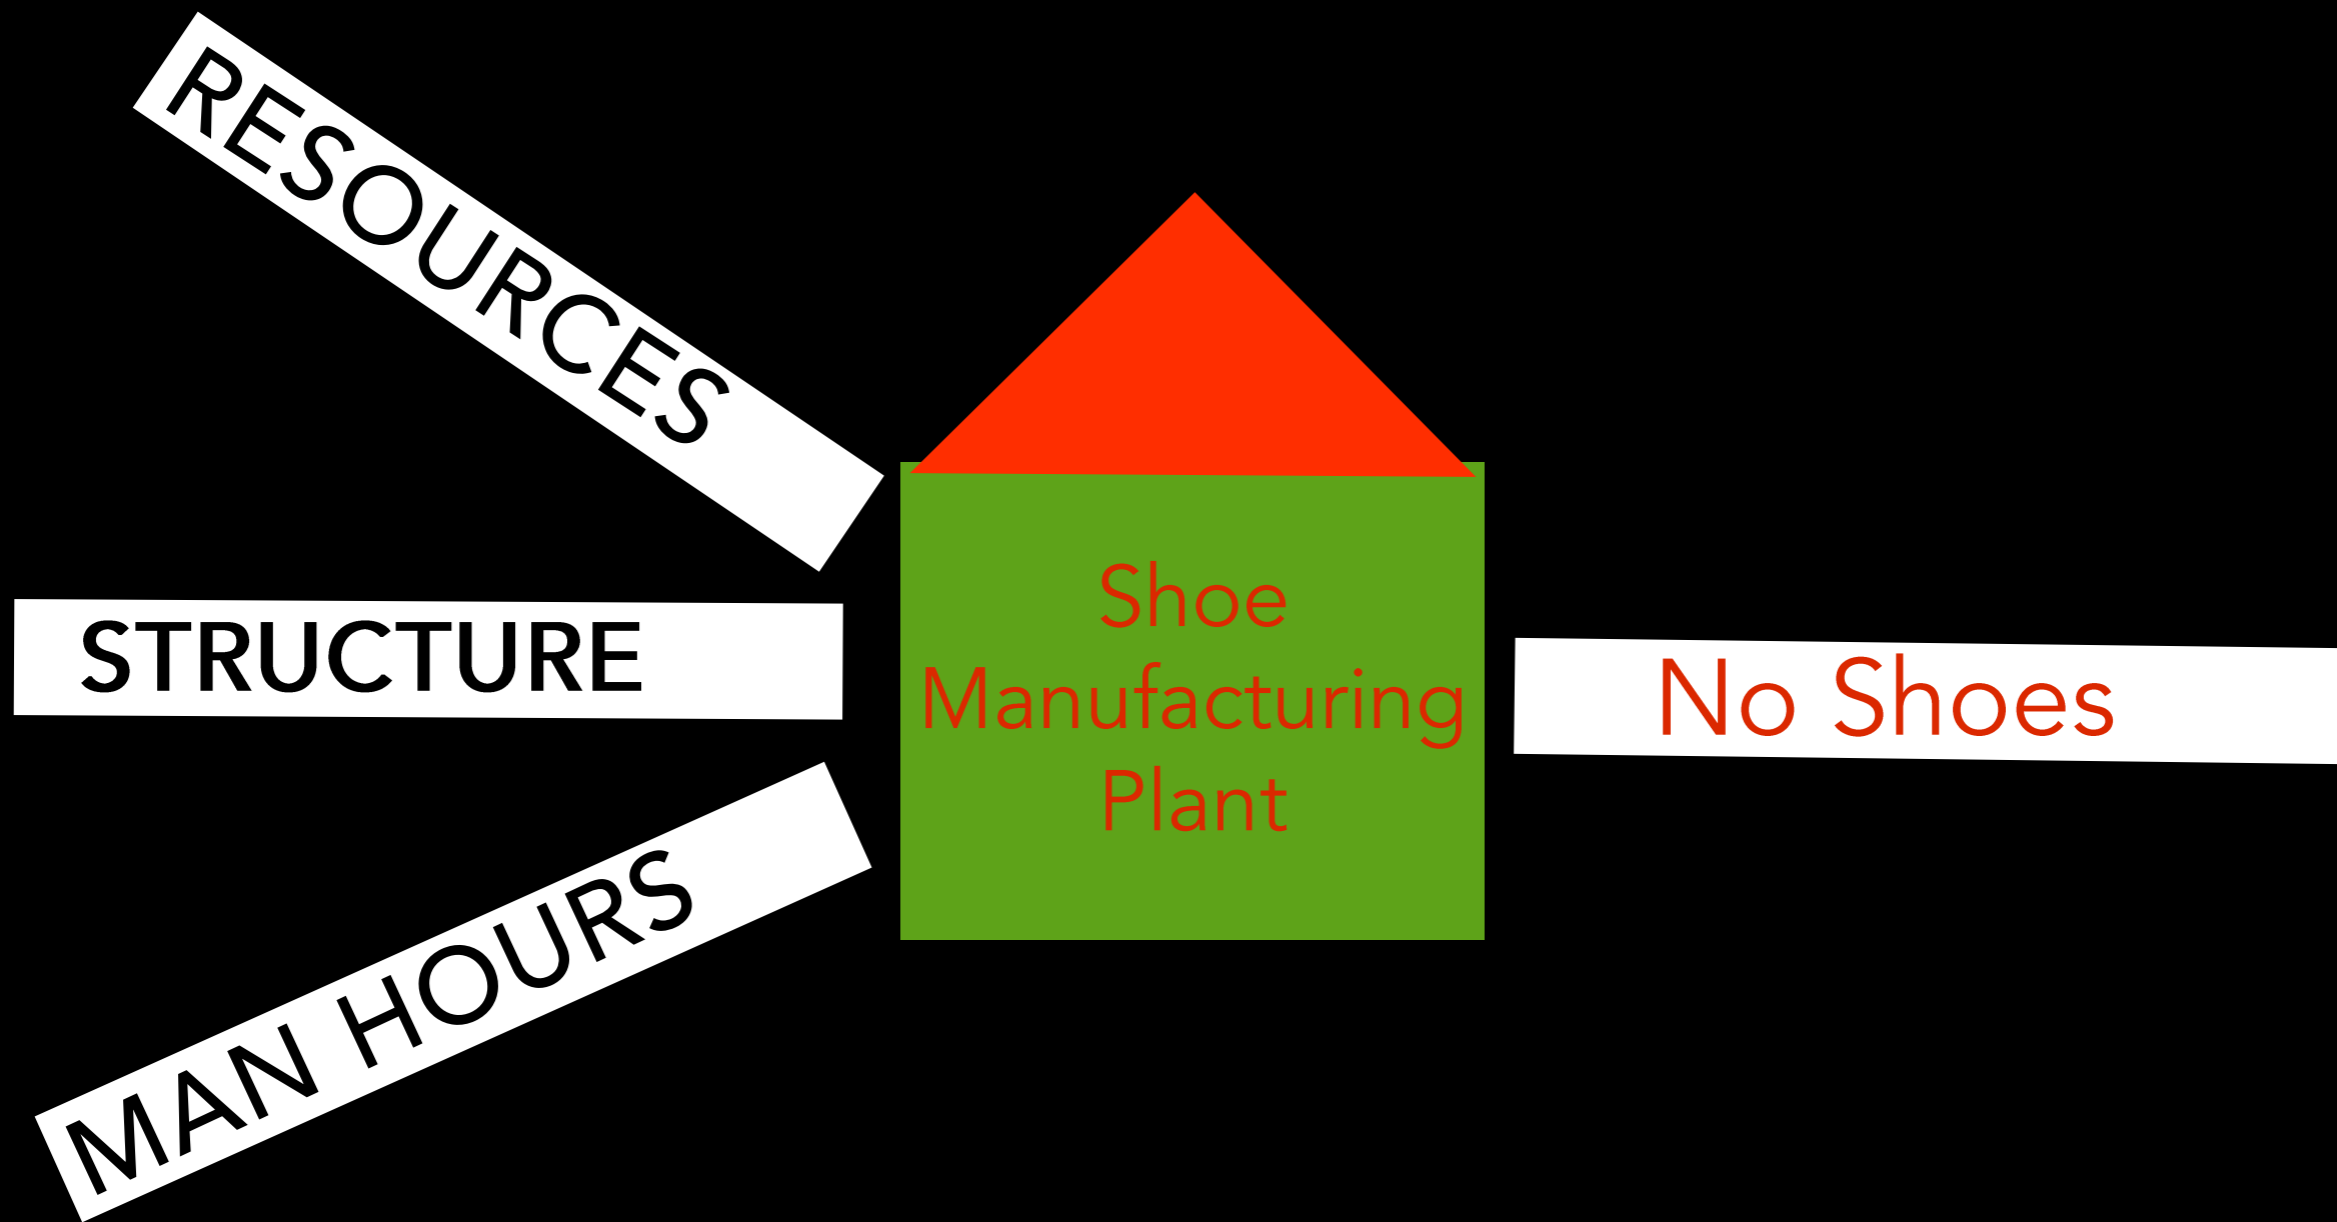 RESOURCES
STRUCTURE
MAN HOURS
Shoe
Manufacturing
Plant
No Shoes